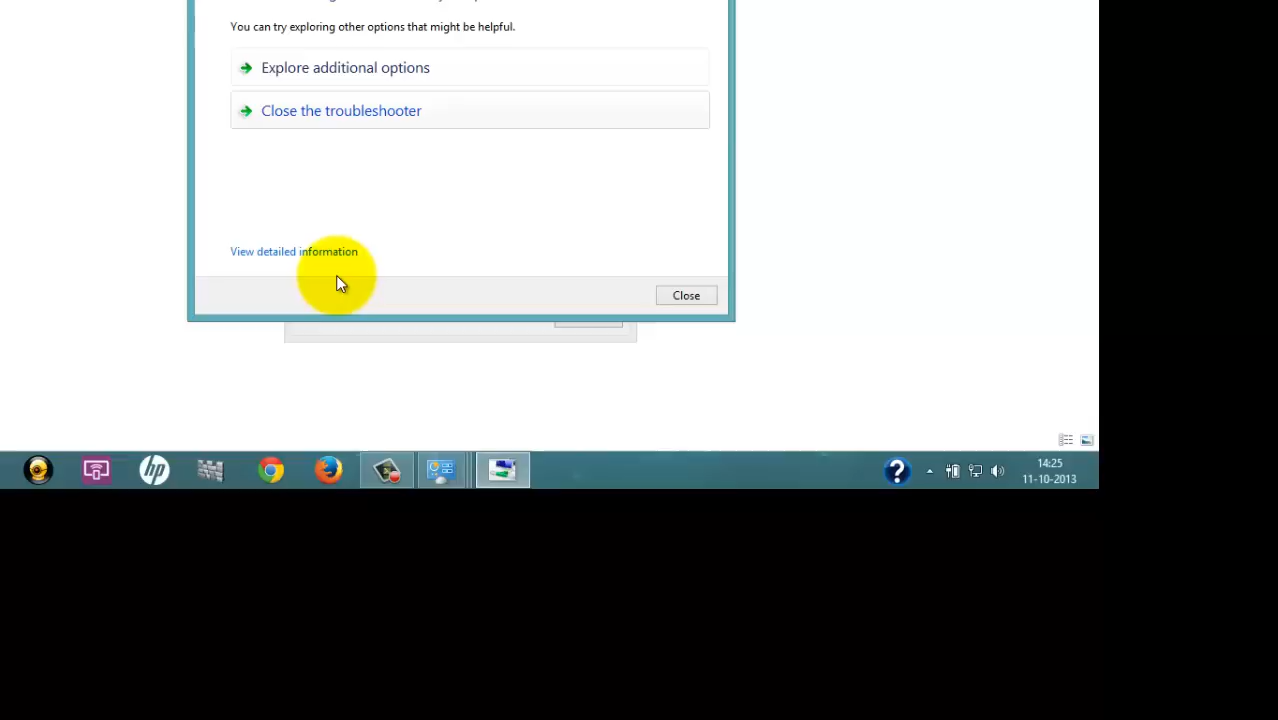 You can try exploring other options that might be helpful.
Explore additional options
Close the troubleshooter
View detailed information
Close
hp
?
14:25
11-10-2013